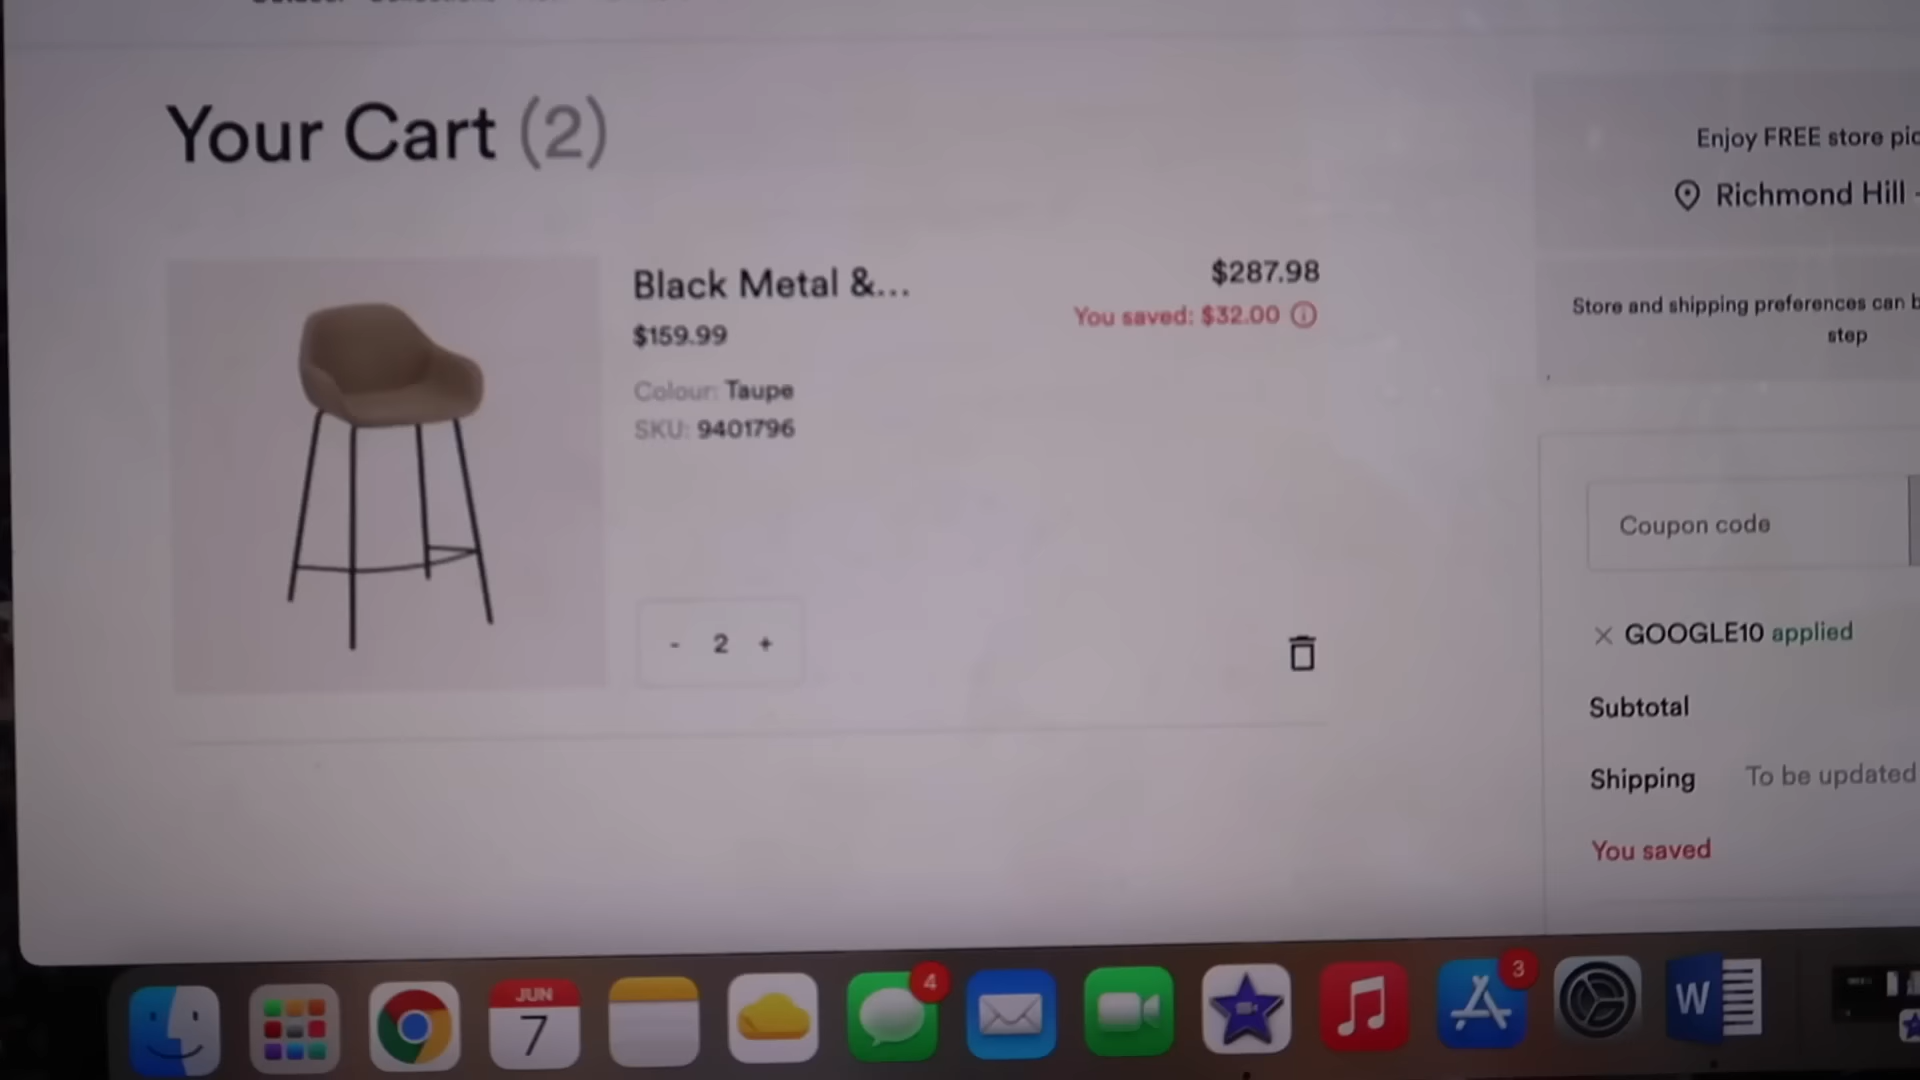 Your Cart (2)
Black Metal &...
$159.99
Colour: Taupe
SKU: 9401796
- 2 +
$287.98
You saved: $32.00
Enjoy FREE store
Richmond Hill
Store and shipping preferences can
step
Coupon code
GOOGLE10 applied
Subtotal
Shipping To be updated
You saved
JUN
7
4
3
W